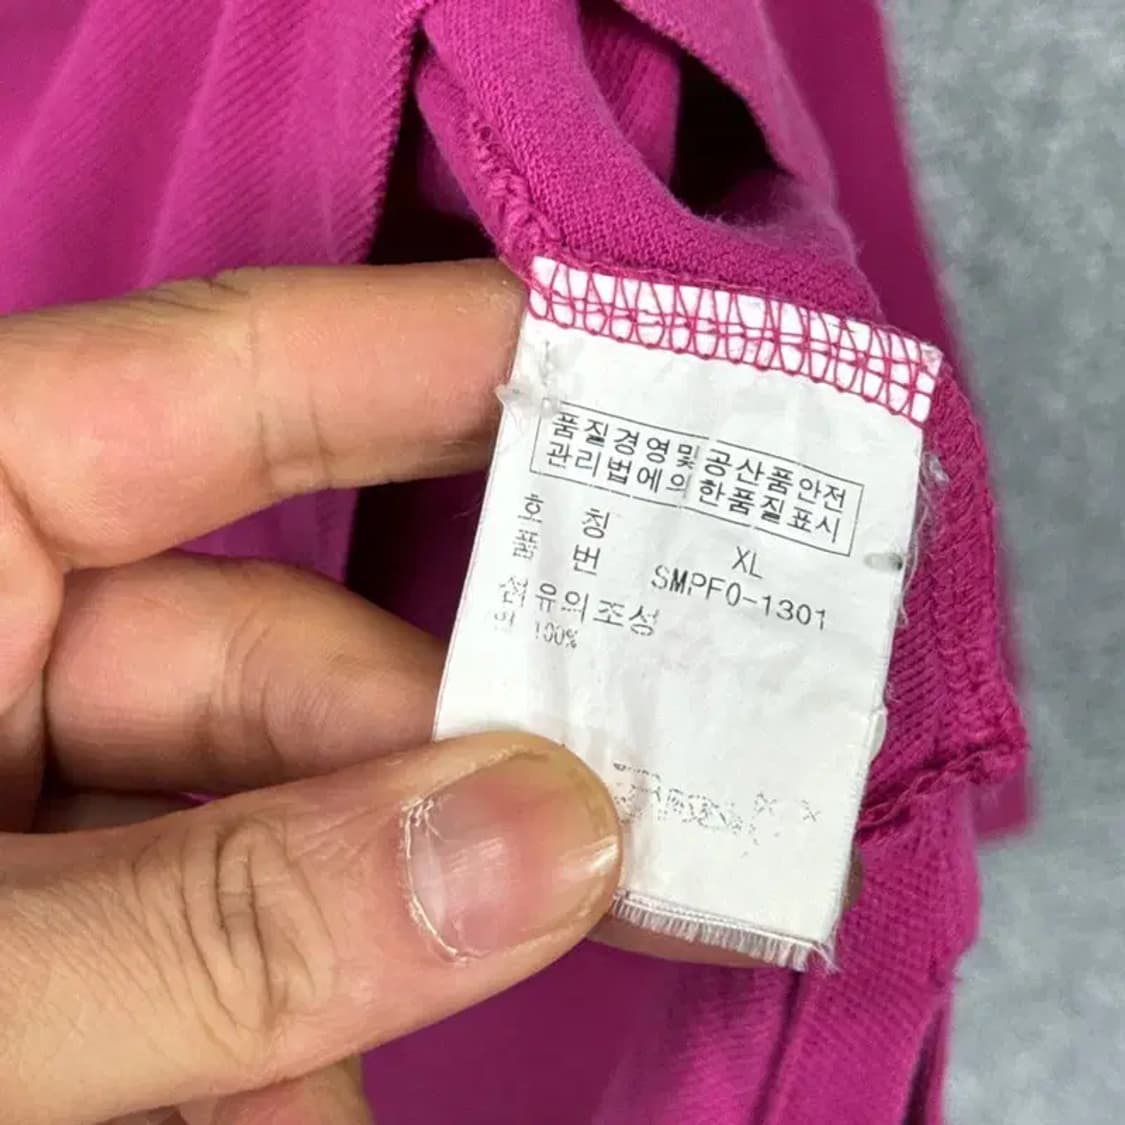 품질경영및공산품안전
관리법에의한품질표시
호 칭 XL
품 번 SMPF0-1301
섬유의조성
면 100%